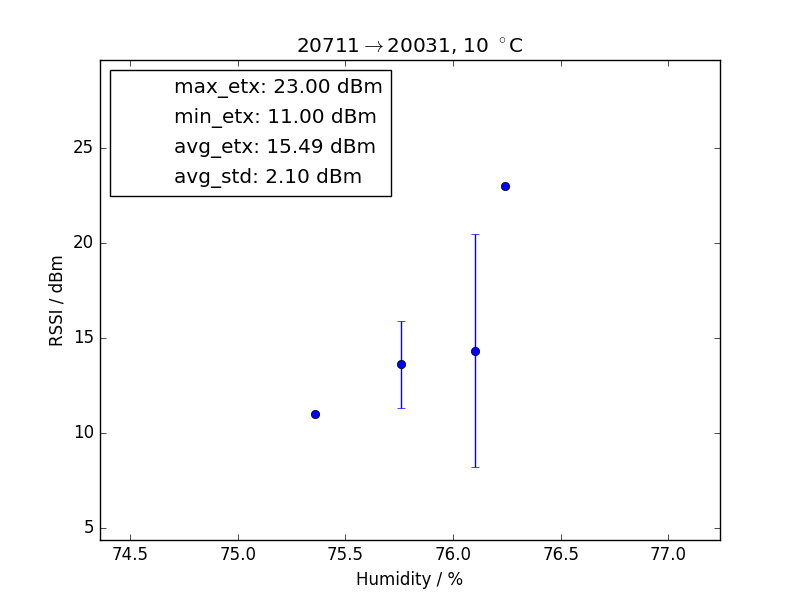 20711→20031, 10 °C
max_etx: 23.00 dBm
min_etx: 11.00 dBm
avg_etx: 15.49 dBm
avg_std: 2.10 dBm
25
20
15
10
5
RSSI / dBm
74.5 75.0 75.5 76.0 76.5 77.0
Humidity / %